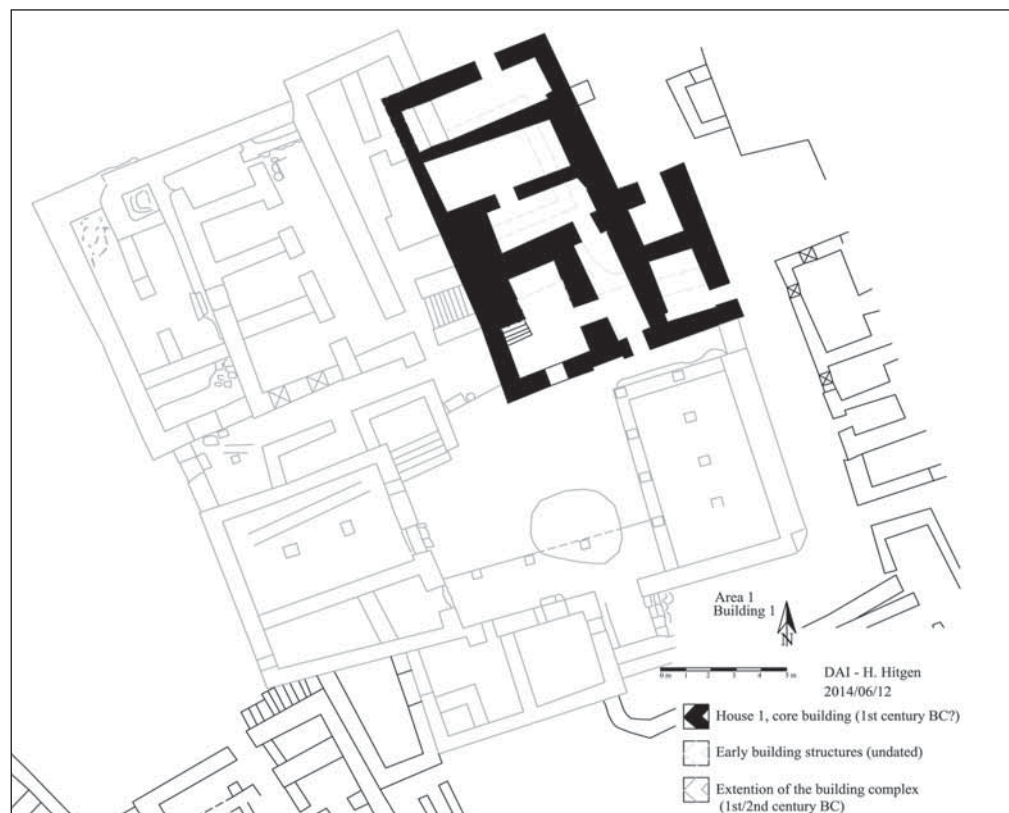 Area 1
Building 1
N
0 m 1 2 3 4 5 m
DAI - H. Hitgen
2014/06/12
House 1, core building (1st century BC?)
Early building structures (undated)
Extention of the building complex
(1st/2nd century BC)